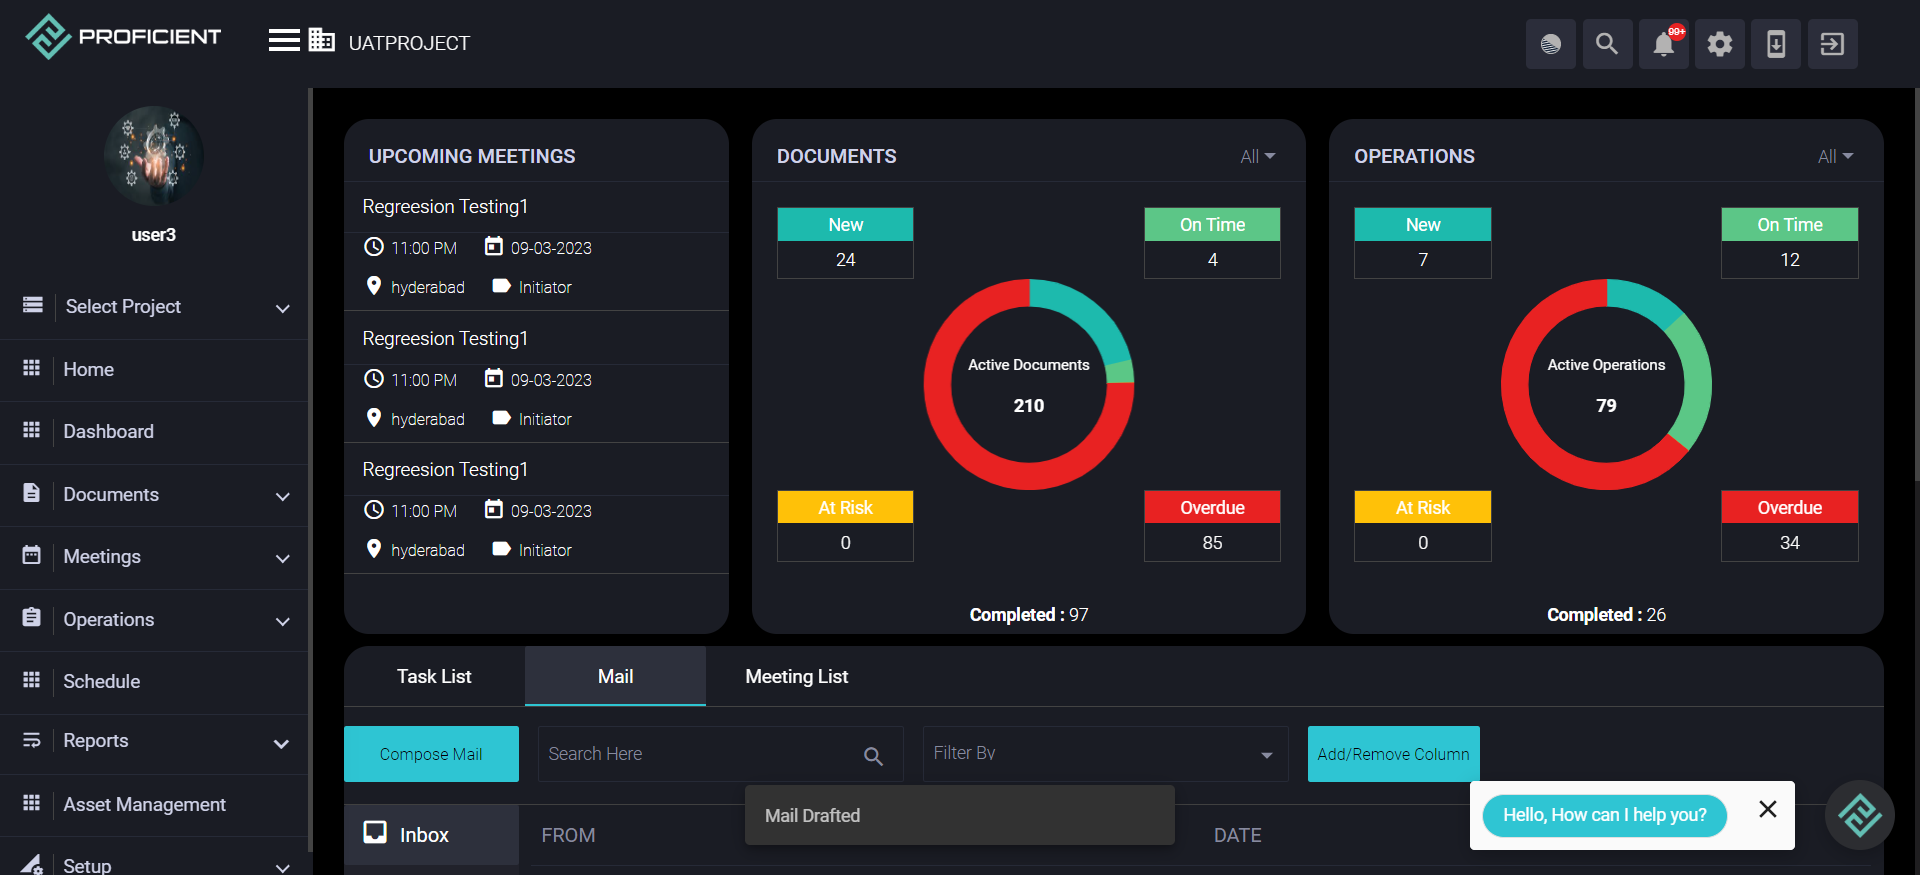 PROFICIENT
UATPROJECT
99+
user3
Select Project
Home
Dashboard
Documents
Meetings
Operations
Schedule
Reports
Asset Management
Setup
UPCOMING MEETINGS
Regreesion Testing1
11:00 PM 09-03-2023
hyderabad Initiator
Regreesion Testing1
11:00 PM 09-03-2023
hyderabad Initiator
Regreesion Testing1
11:00 PM 09-03-2023
hyderabad Initiator
DOCUMENTS All
New
24
On Time
4
Active Documents
210
At Risk
0
Overdue
85
Completed : 97
OPERATIONS All
New
7
On Time
12
Active Operations
79
At Risk
0
Overdue
34
Completed : 26
Task List Mail Meeting List
Compose Mail Search Here Filter By Add/Remove Column
Mail Drafted
Inbox FROM DATE
Hello, How can I help you?